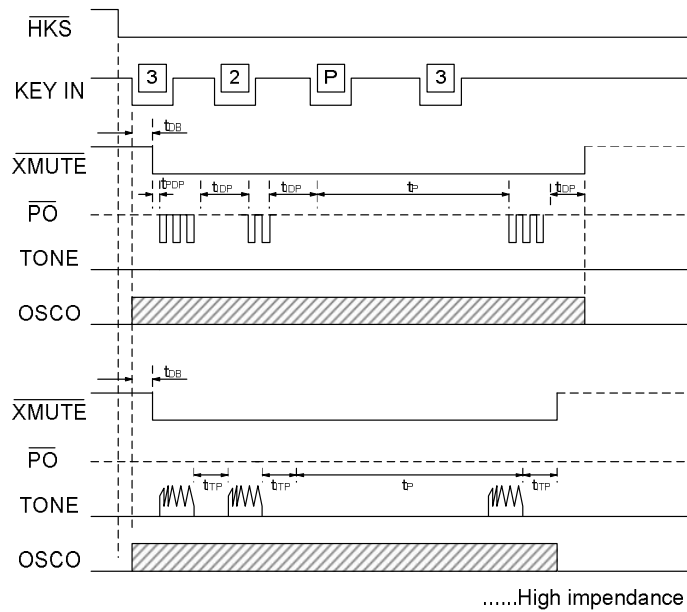 HKS
KEY IN 3 2 P 3
tDB
XMUTE
tPDP tIDP tIDP tP tIDP
PO
TONE
OSCO
tDB
XMUTE
PO
tITP tITP tP tITP
TONE
OSCO
......High impendance